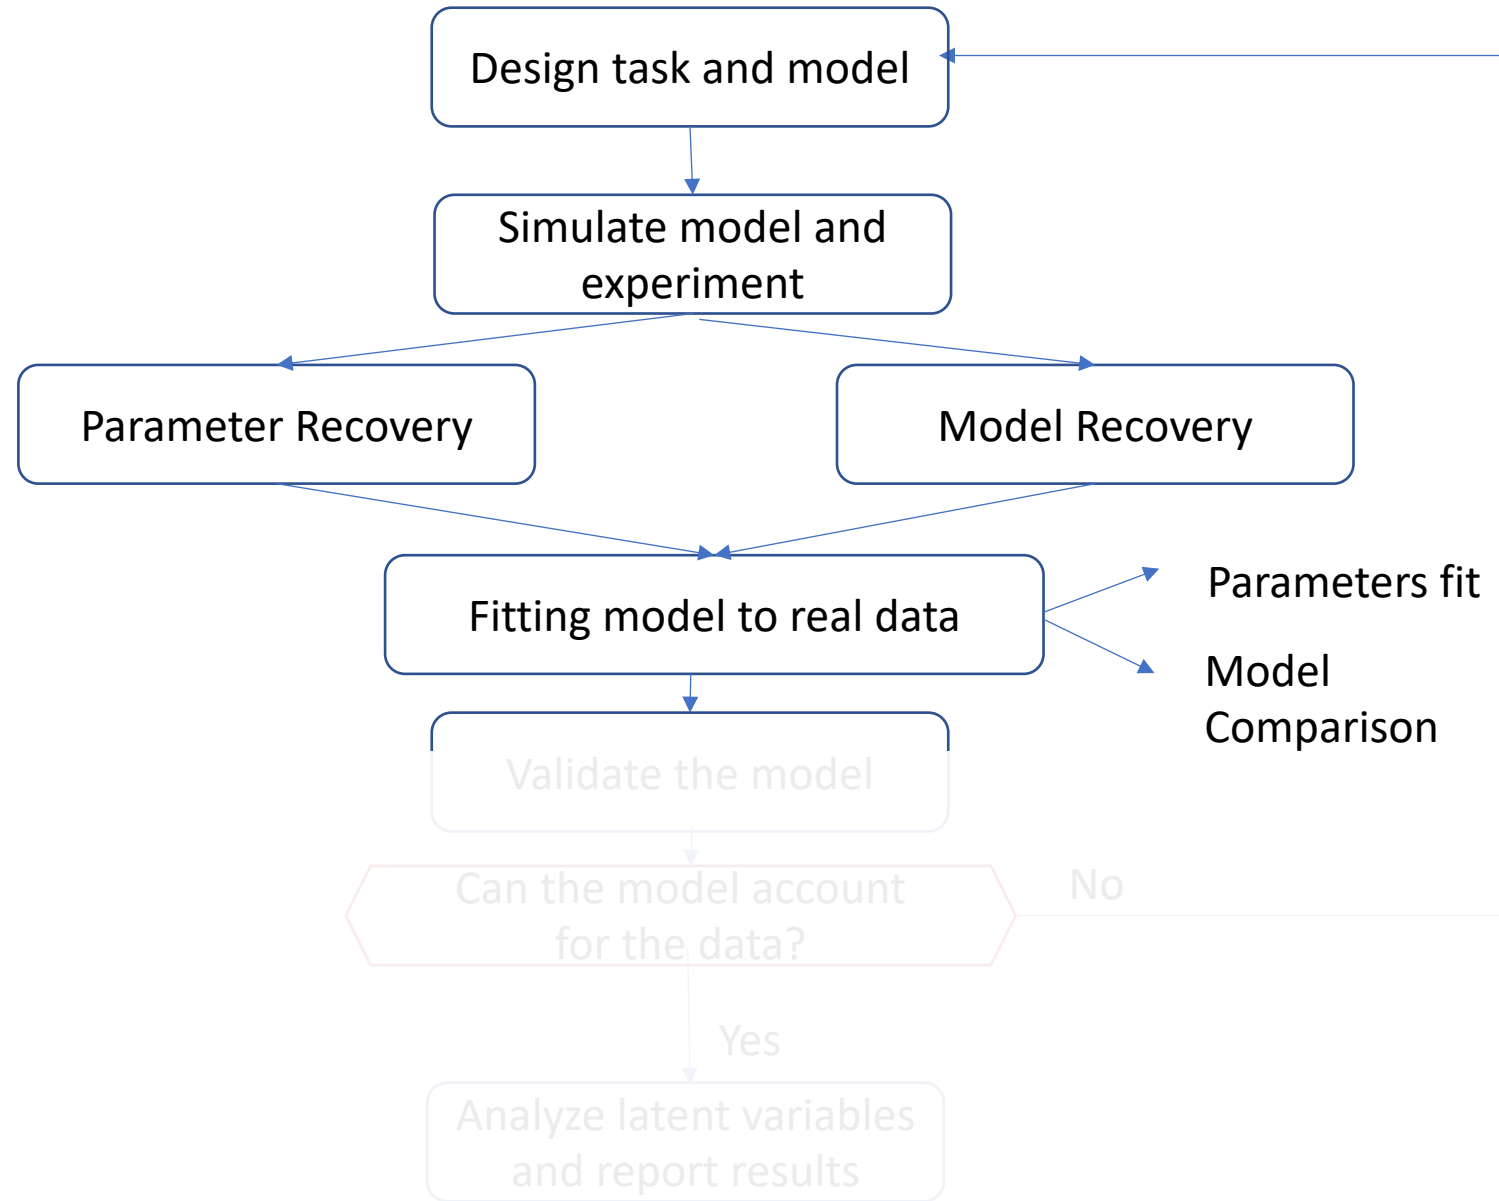 Design task and model
Simulate model and
experiment
Parameter Recovery
Model Recovery
Fitting model to real data
Parameters fit
Model
Comparison
Validate the model
Can the model account
for the data?
No
Yes
Analyze latent variables
and report results